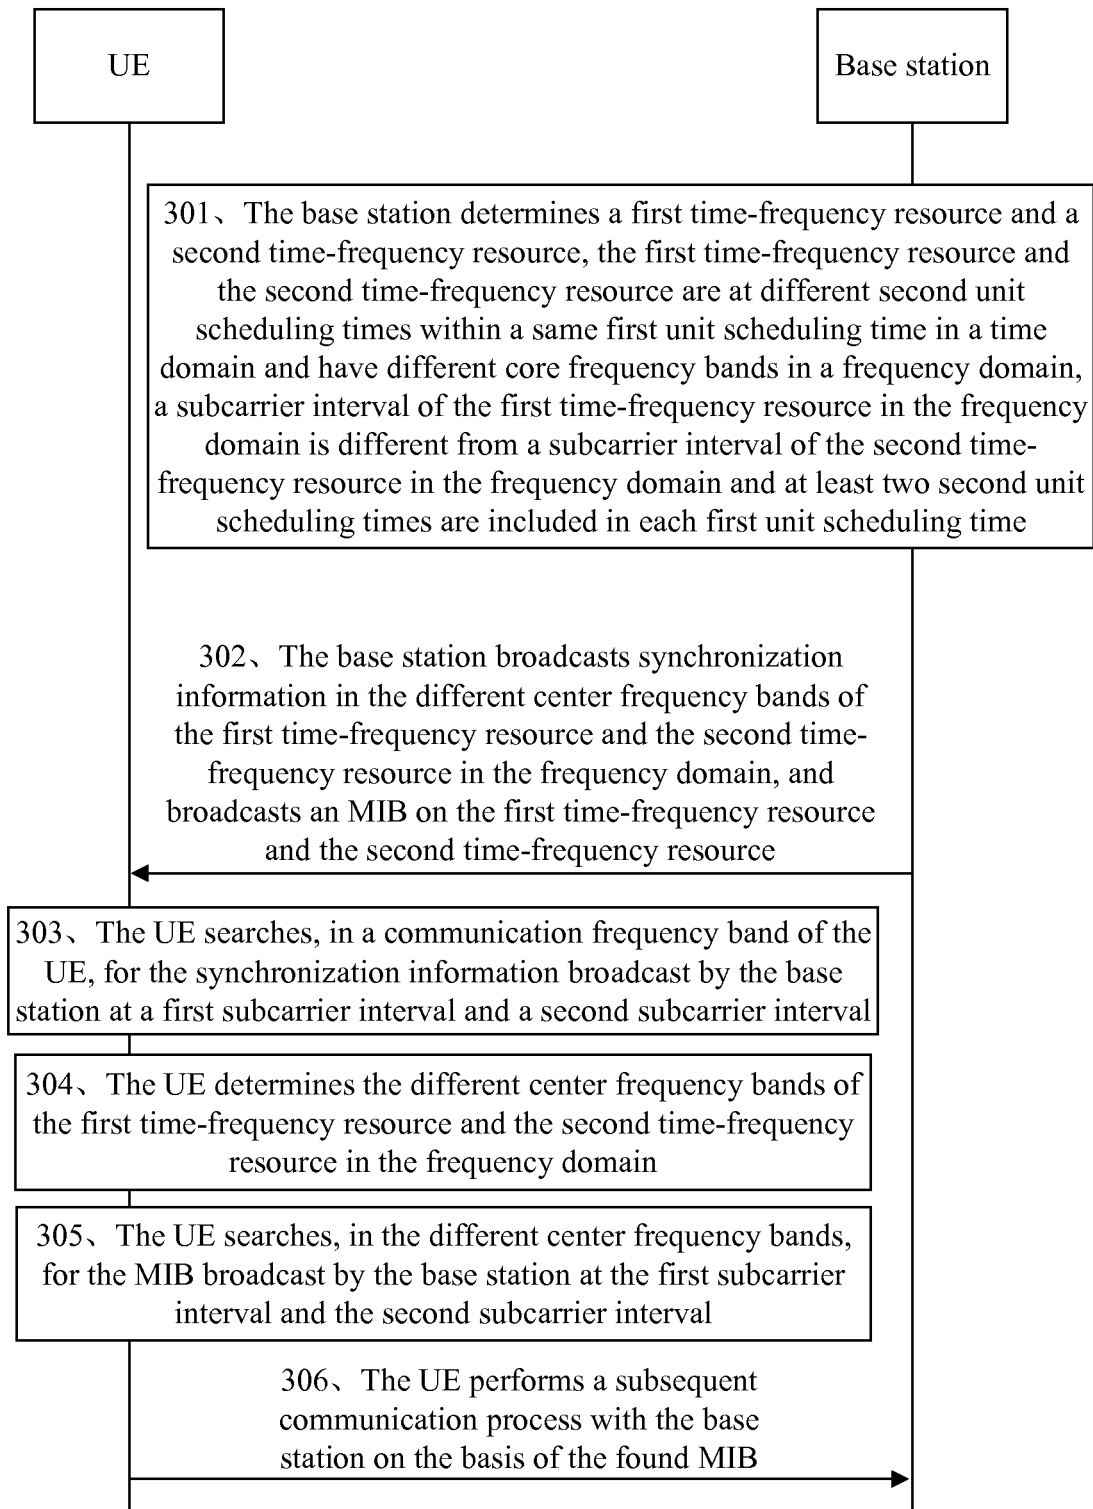 UE
Base station
301、The base station determines a first time-frequency resource and a
second time-frequency resource, the first time-frequency resource and
the second time-frequency resource are at different second unit
scheduling times within a same first unit scheduling time in a time
domain and have different core frequency bands in a frequency domain,
a subcarrier interval of the first time-frequency resource in the frequency
domain is different from a subcarrier interval of the second time-
frequency resource in the frequency domain and at least two second unit
scheduling times are included in each first unit scheduling time
302、The base station broadcasts synchronization
information in the different center frequency bands of
the first time-frequency resource and the second time-
frequency resource in the frequency domain, and
broadcasts an MIB on the first time-frequency resource
and the second time-frequency resource
303、The UE searches, in a communication frequency band of the
UE, for the synchronization information broadcast by the base
station at a first subcarrier interval and a second subcarrier interval
304、The UE determines the different center frequency bands of
the first time-frequency resource and the second time-frequency
resource in the frequency domain
305、The UE searches, in the different center frequency bands,
for the MIB broadcast by the base station at the first subcarrier
interval and the second subcarrier interval
306、The UE performs a subsequent
communication process with the base
station on the basis of the found MIB